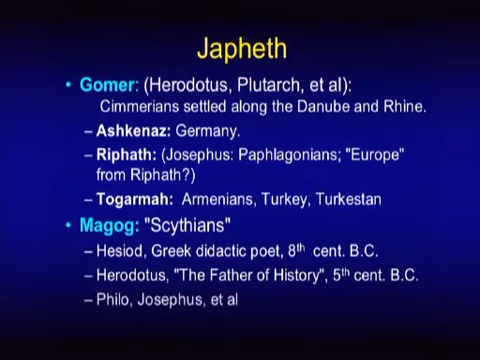 Japheth
• Gomer: (Herodotus, Plutarch, et al):
Cimmerians settled along the Danube and Rhine.
– Ashkenaz: Germany.
– Riphath: (Josephus: Paphlagonians; "Europe"
from Riphath?)
– Togarmah: Armenians, Turkey, Turkestan
• Magog: "Scythians"
– Hesiod, Greek didactic poet, 8th cent. B.C.
– Herodotus, "The Father of History", 5th cent. B.C.
– Philo, Josephus, et al